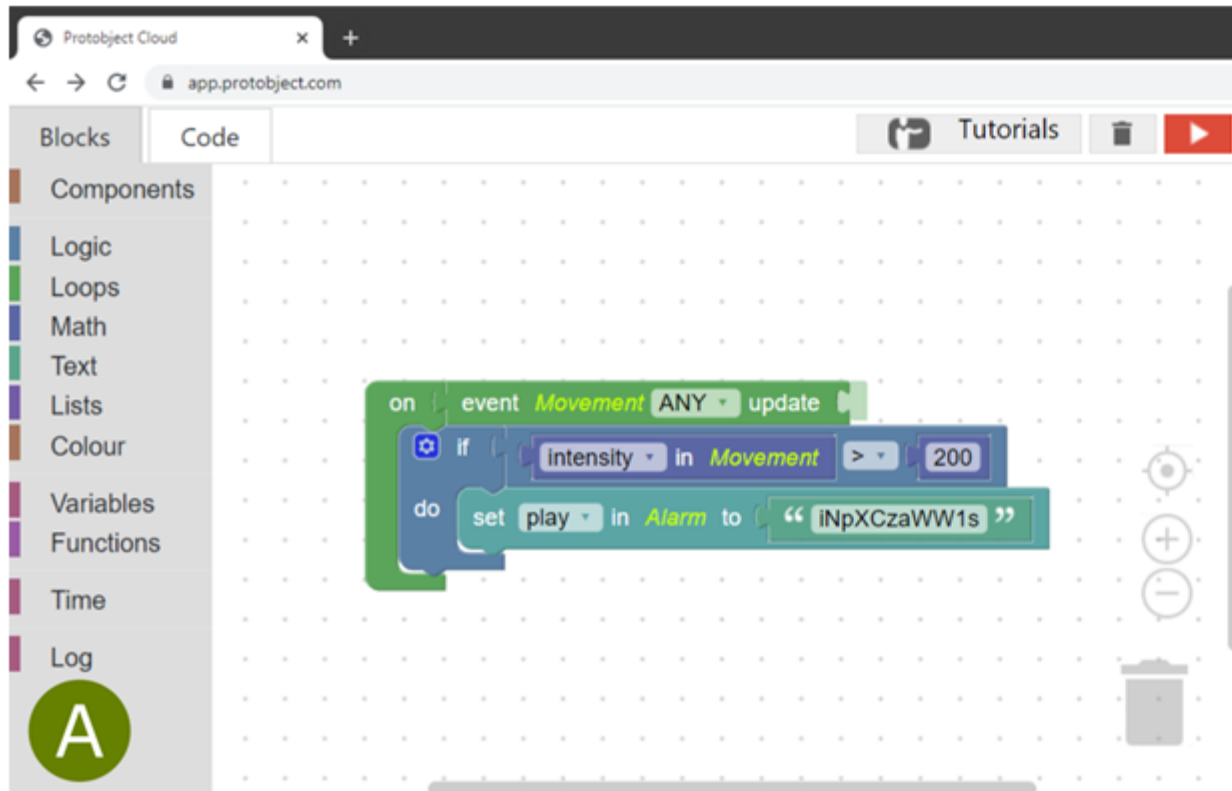 Protobject Cloud
app.protobject.com
Blocks Code Tutorials
Components
Logic
Loops
Math
Text
Lists
Colour
Variables
Functions
Time
Log
A
on event Movement ANY update
if intensity in Movement > 200
do set play in Alarm to “ iNpXCzaWW1s ”